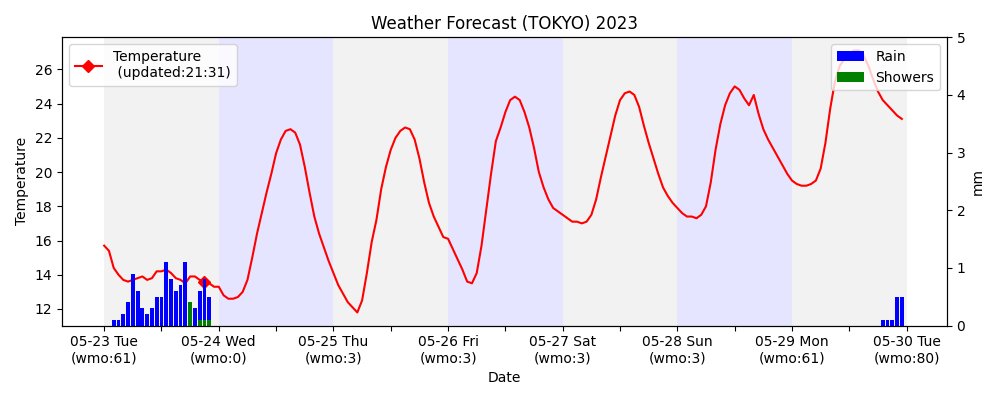 Weather Forecast (TOKYO) 2023
Temperature
(updated:21:31)
Rain
Showers
Temperature
26
24
22
20
18
16
14
12
5
4
3
2
1
0
mm
05-23 Tue
(wmo:61)
05-24 Wed
(wmo:0)
05-25 Thu
(wmo:3)
05-26 Fri
(wmo:3)
05-27 Sat
(wmo:3)
05-28 Sun
(wmo:3)
05-29 Mon
(wmo:61)
05-30 Tue
(wmo:80)
Date